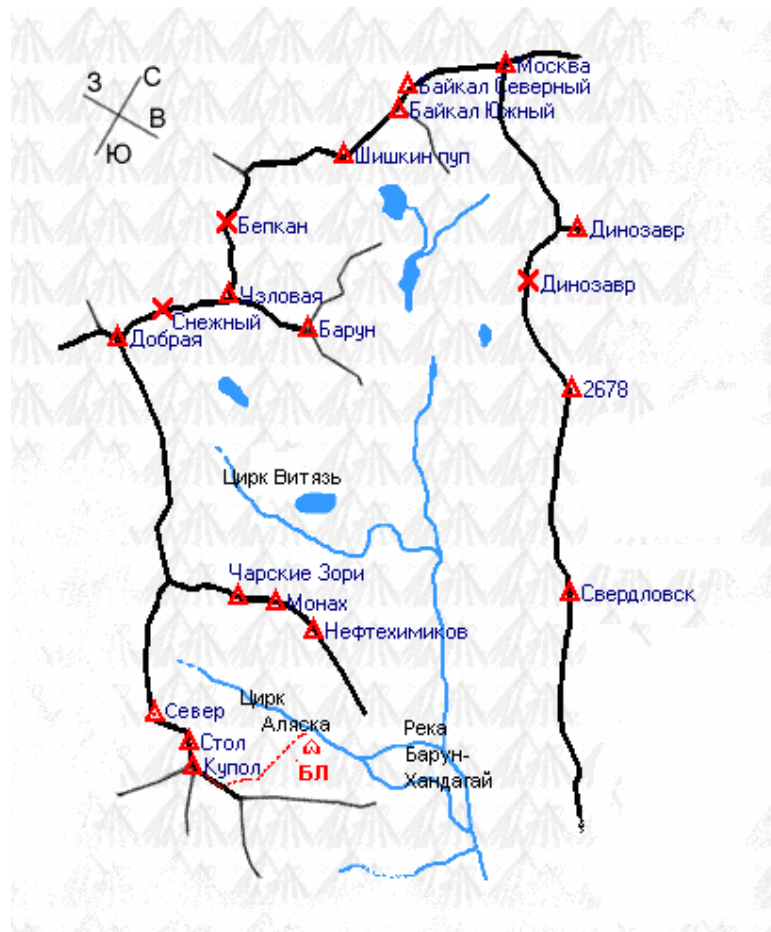 Москва
С
З
Байкал Северный
Байкал Южный
В
Ю
Шишкин пуп
Бепкан
Динозавр
Динозавр
Чзловая
Снежный
Барун
Добрая
2678
Цирк Витязь
Чарские Зори
Монах
Свердловск
Нефтехимиков
Цирк
Аляска
Север
Река
Стол
Барун-
Купол
БЛ
Хандагай